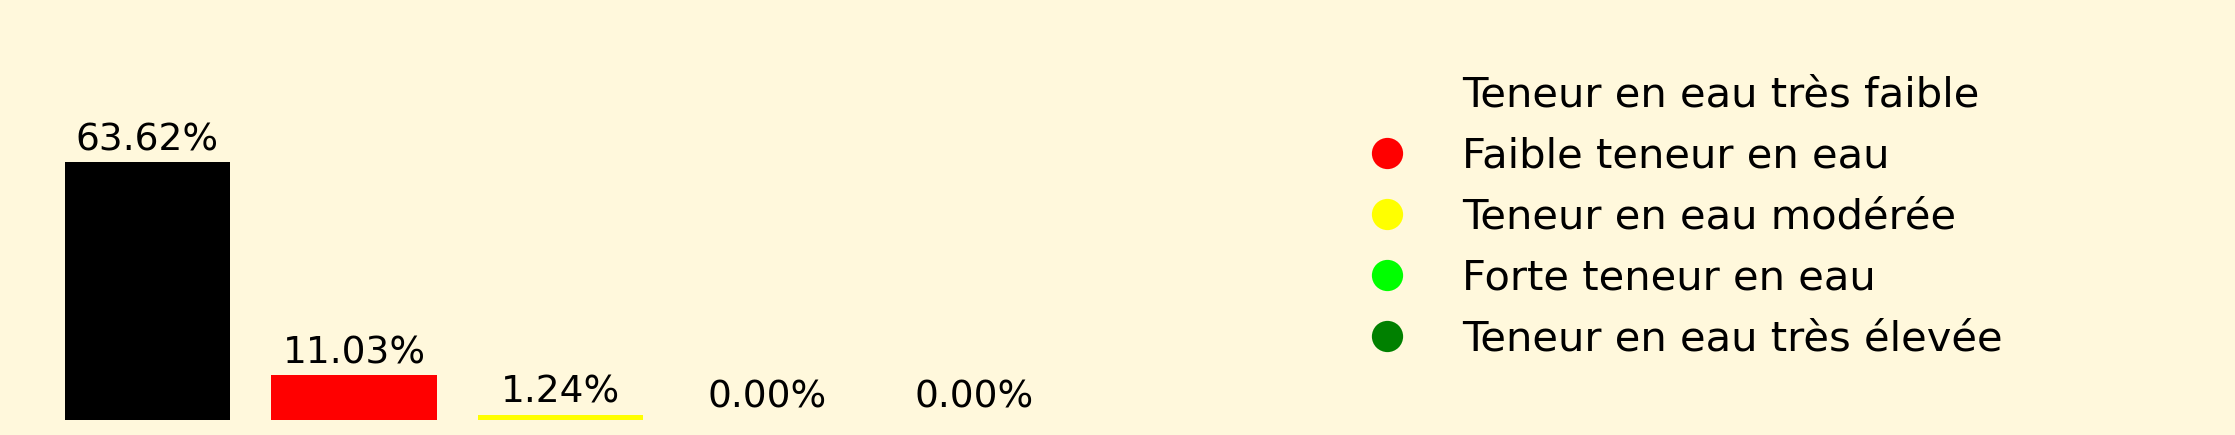 63.62%
11.03%
1.24%
0.00%
0.00%
Teneur en eau très faible
Faible teneur en eau
Teneur en eau modérée
Forte teneur en eau
Teneur en eau très élevée